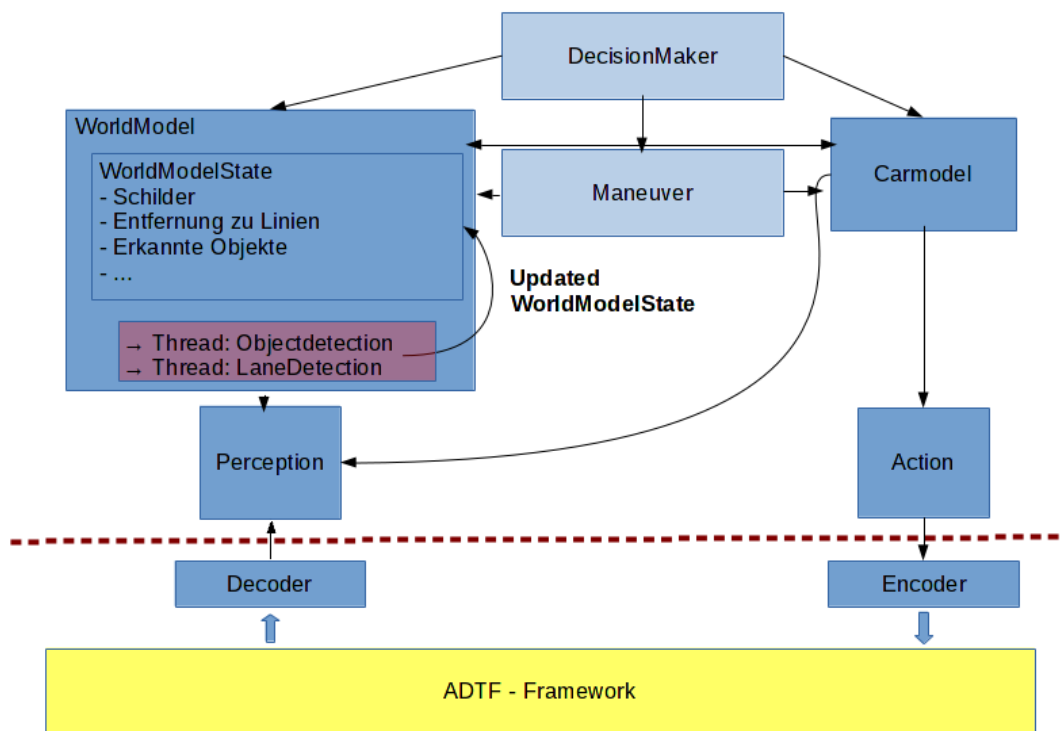 DecisionMaker
WorldModel
WorldModelState
- Schilder
- Entfernung zu Linien
- Erkannte Objekte
- ...
Maneuver
Carmodel
Updated
WorldModelState
→ Thread: Objectdetection
→ Thread: LaneDetection
Perception
Action
Decoder
Encoder
ADTF - Framework